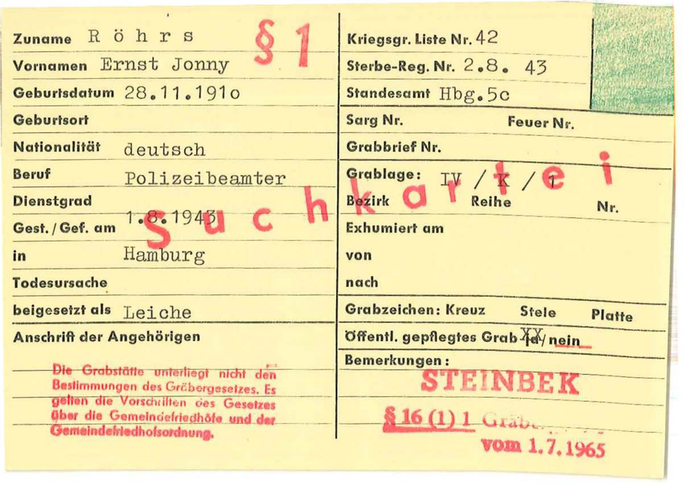 Zuname Röhrs
Vornamen Ernst Jonny
Geburtsdatum 28.11.1910
Geburtsort
Nationalität deutsch
Beruf Polizeibeamter
Dienstgrad
Gest./Gef. am 1.8.1943
in Hamburg
Todesursache
beigesetzt als Leiche
Anschrift der Angehörigen
Die Grabstätte unterliegt nicht den
Bestimmungen des Gräbergesetzes. Es
gelten die Vorschriften des Gesetzes
über die Gemeindefriedhöfe und der
Gemeindefriedhofsordnung.
§ 1
Suchkartei
Kriegsgr. Liste Nr. 42
Sterbe-Reg. Nr. 2.8. 43
Standesamt Hbg.5c
Sarg Nr. Feuer Nr.
Grabbrief Nr.
Grablage: IV / K / 1
Bezirk Reihe Nr.
Exhumiert am
von
nach
Grabzeichen: Kreuz Stele Platte
Öffentl. gepflegtes Grab ja/nein
Bemerkungen:
STEINBEK
§ 16 (1) 1
vom 1.7.1965